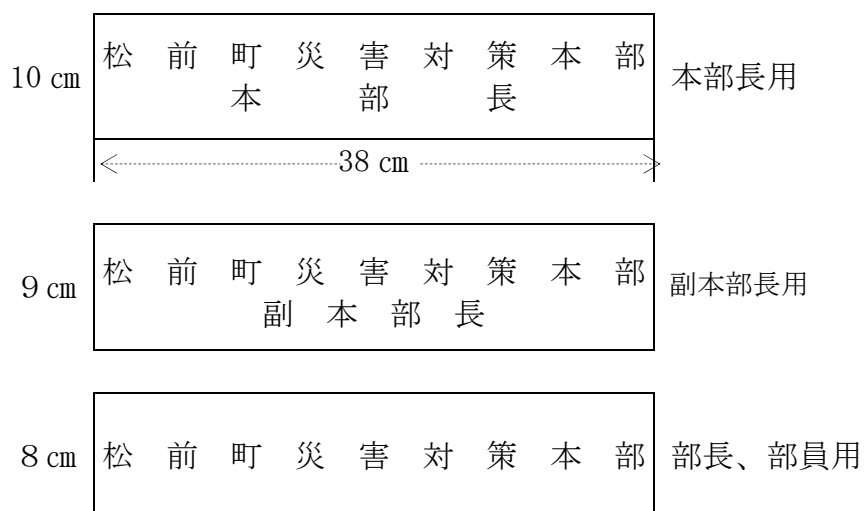 松前町災害対策本部
10 cm
本部長用
本部長
38 cm
松前町災害対策本部
9 cm
副本部長用
副本部長
8 cm
松前町災害対策本部
部長、部員用